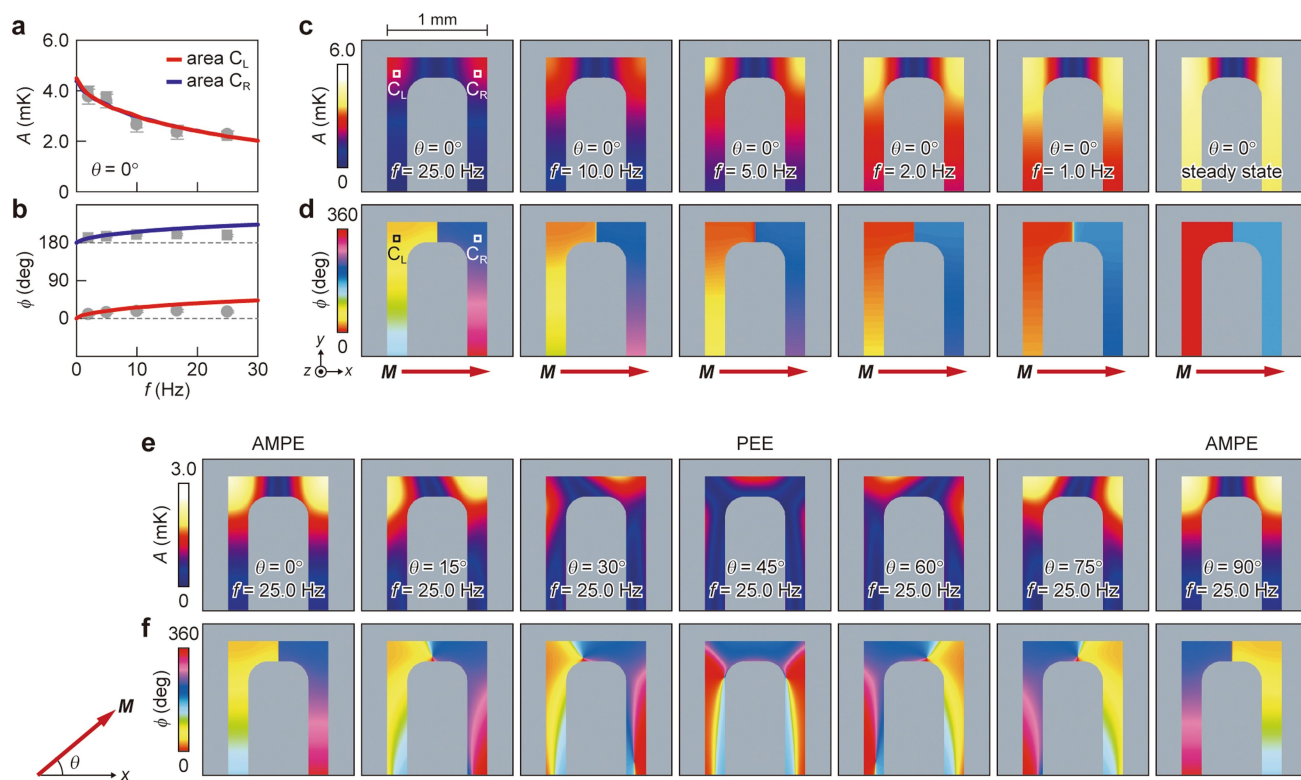 a
6.0
4.0
2.0
0
A (mK)
area C_L
area C_R
θ = 0°
b
180
90
0
ϕ (deg)
0 10 20 30
f (Hz)
c
1 mm
6.0
A (mK)
0
C_L C_R
θ = 0°
f = 25.0 Hz
θ = 0°
f = 10.0 Hz
θ = 0°
f = 5.0 Hz
θ = 0°
f = 2.0 Hz
θ = 0°
f = 1.0 Hz
θ = 0°
steady state
d
360
ϕ (deg)
0
C_L C_R
y
z x
M M M M M M
e
AMPE PEE AMPE
3.0
A (mK)
0
θ = 0°
f = 25.0 Hz
θ = 15°
f = 25.0 Hz
θ = 30°
f = 25.0 Hz
θ = 45°
f = 25.0 Hz
θ = 60°
f = 25.0 Hz
θ = 75°
f = 25.0 Hz
θ = 90°
f = 25.0 Hz
f
360
ϕ (deg)
0
M
θ
x